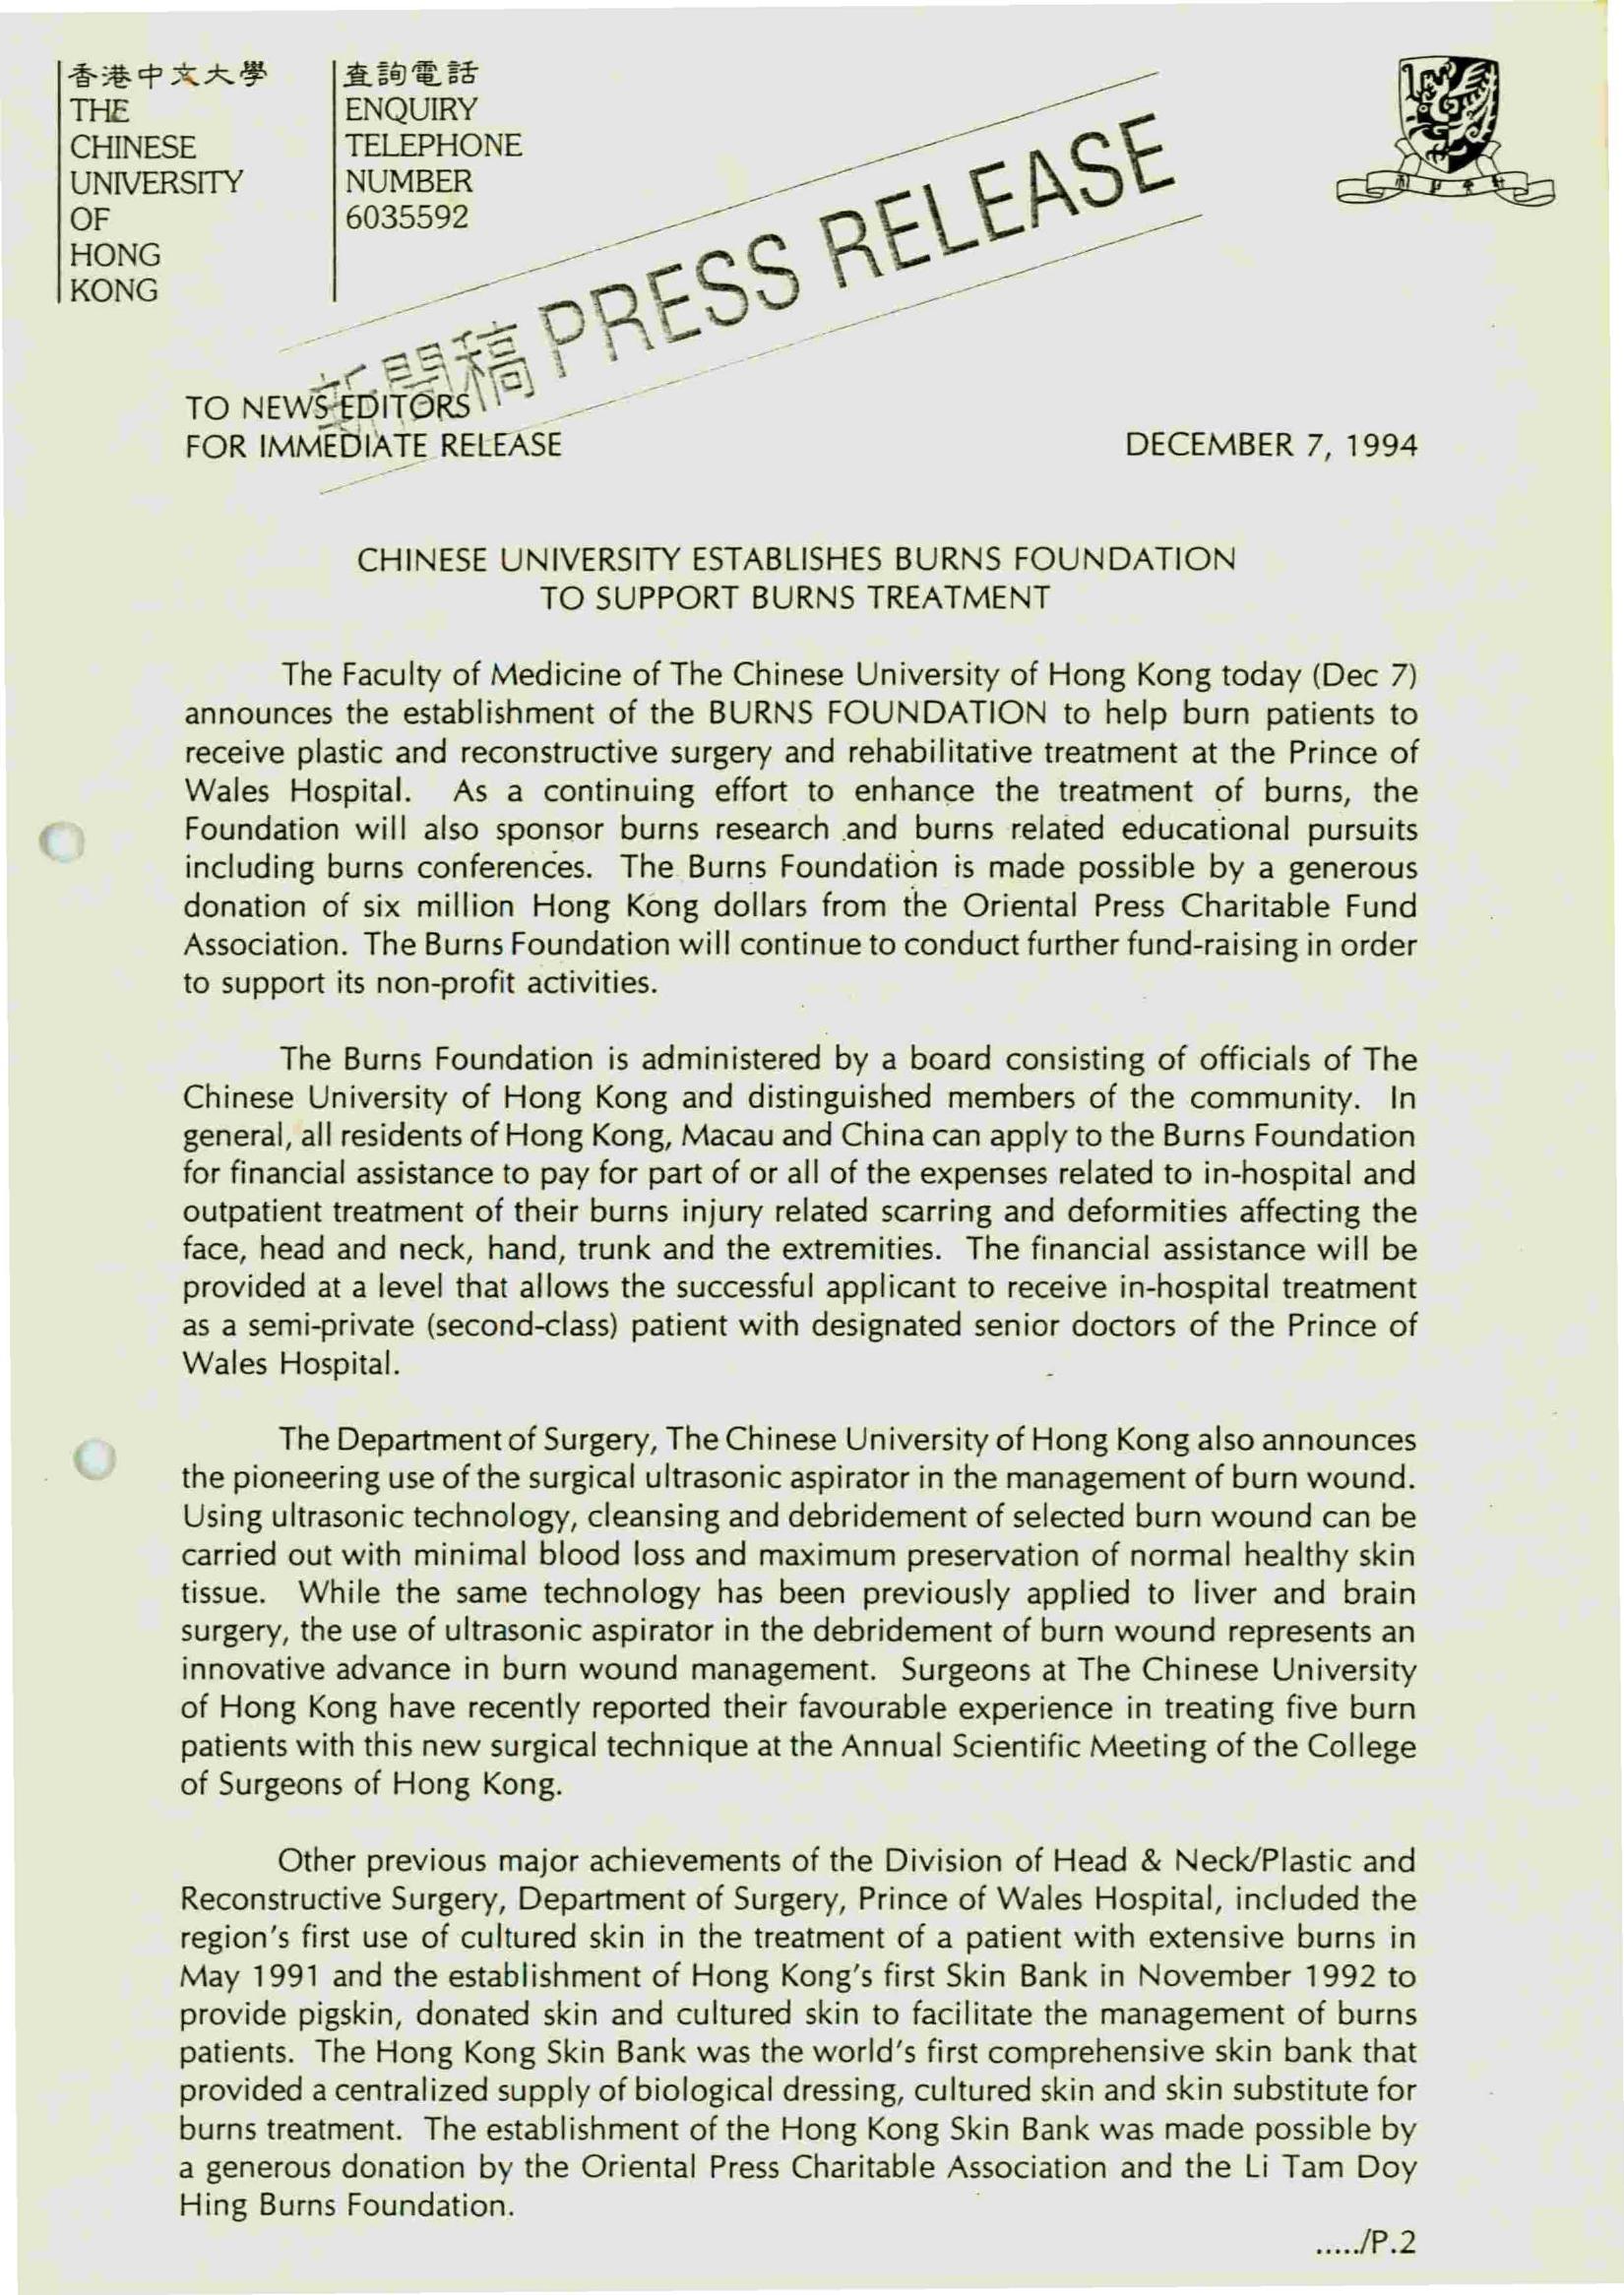 香港中文大學
THE
CHINESE
UNIVERSITY
OF
HONG
KONG
查詢電話
ENQUIRY
TELEPHONE
NUMBER
6035592
新聞稿 PRESS RELEASE
TO NEWS EDITORS
FOR IMMEDIATE RELEASE
DECEMBER 7, 1994
CHINESE UNIVERSITY ESTABLISHES BURNS FOUNDATION
TO SUPPORT BURNS TREATMENT
The Faculty of Medicine of The Chinese University of Hong Kong today (Dec 7)
announces the establishment of the BURNS FOUNDATION to help burn patients to
receive plastic and reconstructive surgery and rehabilitative treatment at the Prince of
Wales Hospital. As a continuing effort to enhance the treatment of burns, the
Foundation will also sponsor burns research and burns related educational pursuits
including burns conferences. The Burns Foundation is made possible by a generous
donation of six million Hong Kong dollars from the Oriental Press Charitable Fund
Association. The Burns Foundation will continue to conduct further fund-raising in order
to support its non-profit activities.
The Burns Foundation is administered by a board consisting of officials of The
Chinese University of Hong Kong and distinguished members of the community. In
general, all residents of Hong Kong, Macau and China can apply to the Burns Foundation
for financial assistance to pay for part of or all of the expenses related to in-hospital and
outpatient treatment of their burns injury related scarring and deformities affecting the
face, head and neck, hand, trunk and the extremities. The financial assistance will be
provided at a level that allows the successful applicant to receive in-hospital treatment
as a semi-private (second-class) patient with designated senior doctors of the Prince of
Wales Hospital.
The Department of Surgery, The Chinese University of Hong Kong also announces
the pioneering use of the surgical ultrasonic aspirator in the management of burn wound.
Using ultrasonic technology, cleansing and debridement of selected burn wound can be
carried out with minimal blood loss and maximum preservation of normal healthy skin
tissue. While the same technology has been previously applied to liver and brain
surgery, the use of ultrasonic aspirator in the debridement of burn wound represents an
innovative advance in burn wound management. Surgeons at The Chinese University
of Hong Kong have recently reported their favourable experience in treating five burn
patients with this new surgical technique at the Annual Scientific Meeting of the College
of Surgeons of Hong Kong.
Other previous major achievements of the Division of Head & Neck/Plastic and
Reconstructive Surgery, Department of Surgery, Prince of Wales Hospital, included the
region's first use of cultured skin in the treatment of a patient with extensive burns in
May 1991 and the establishment of Hong Kong's first Skin Bank in November 1992 to
provide pigskin, donated skin and cultured skin to facilitate the management of burns
patients. The Hong Kong Skin Bank was the world's first comprehensive skin bank that
provided a centralized supply of biological dressing, cultured skin and skin substitute for
burns treatment. The establishment of the Hong Kong Skin Bank was made possible by
a generous donation by the Oriental Press Charitable Association and the Li Tam Doy
Hing Burns Foundation.
...../P.2